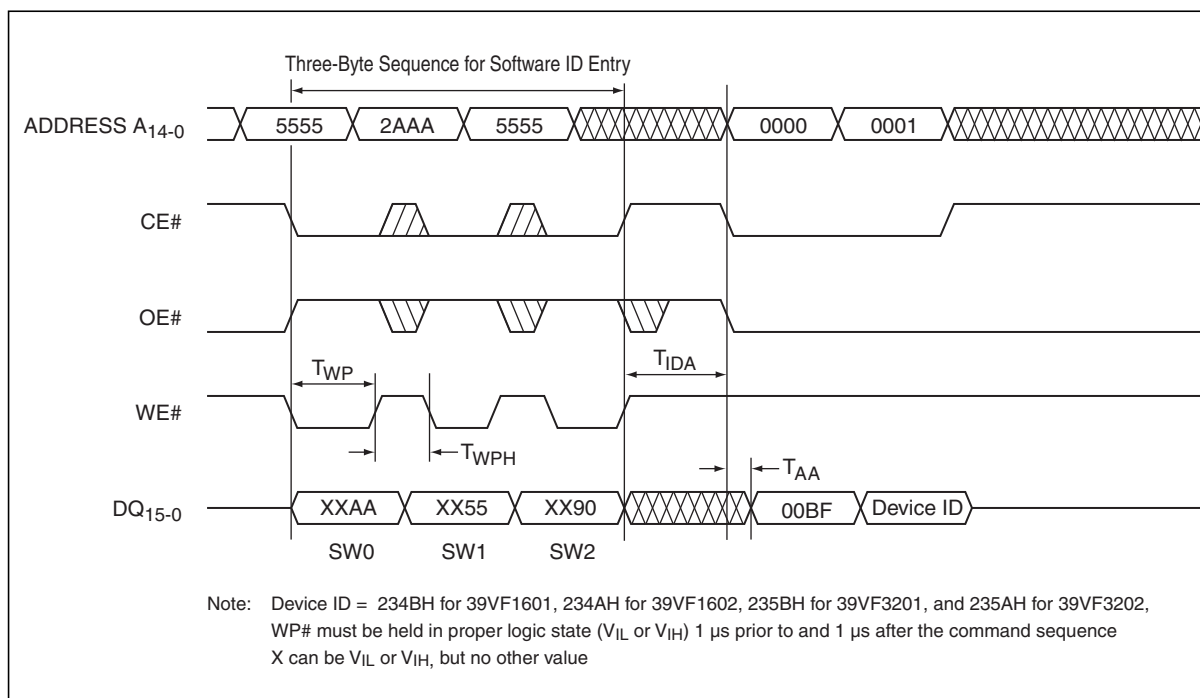 Three-Byte Sequence for Software ID Entry
ADDRESS A14-0
5555
2AAA
5555
0000
0001
CE#
OE#
TWP
TIDA
WE#
TWPH
TAA
DQ15-0
XXAA
XX55
XX90
00BF
Device ID
SW0
SW1
SW2
Note: Device ID = 234BH for 39VF1601, 234AH for 39VF1602, 235BH for 39VF3201, and 235AH for 39VF3202,
WP# must be held in proper logic state (VIL or VIH) 1 µs prior to and 1 µs after the command sequence
X can be VIL or VIH, but no other value